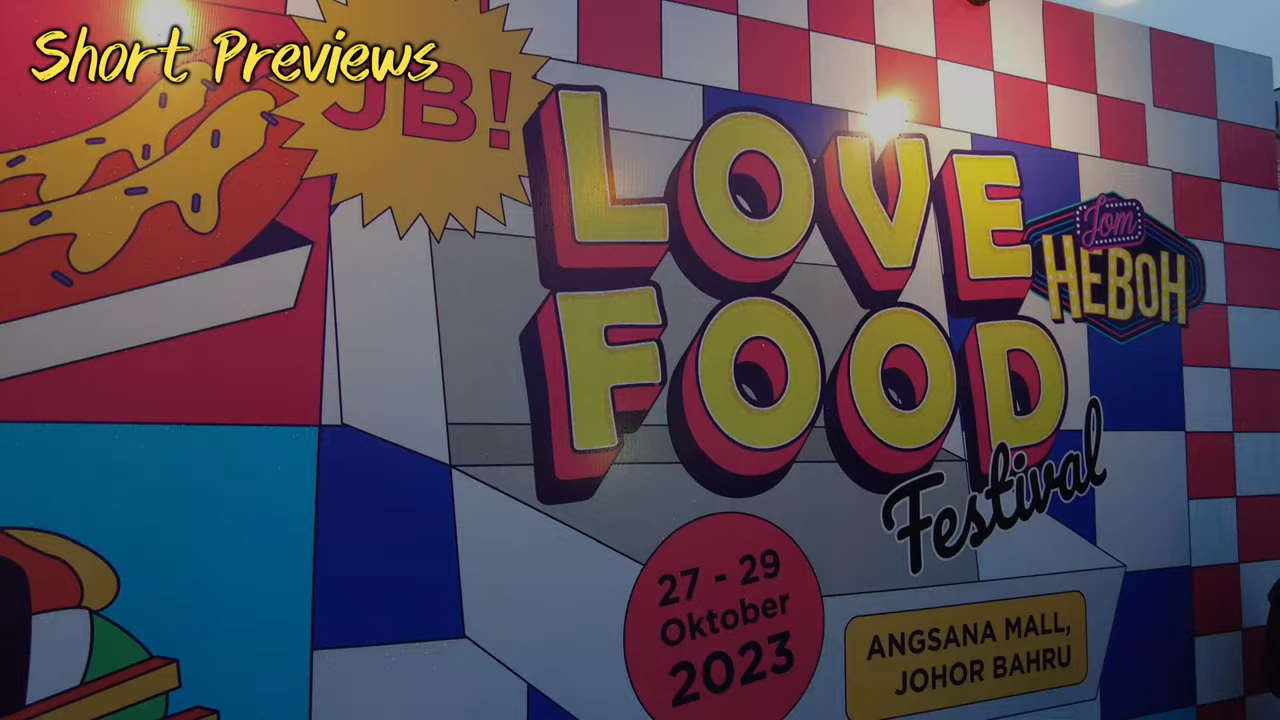 Short Previews
JB!
LOVE
FOOD
Festival
Jom
HEBOH
27 - 29
Oktober
2023
ANGSANA MALL,
JOHOR BAHRU